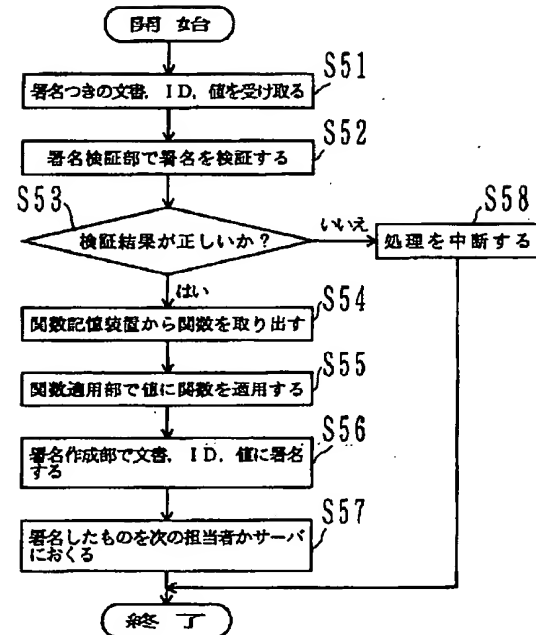 開始
S51
署名つきの文書，ＩＤ，値を受け取る
S52
署名検証部で署名を検証する
S53
検証結果が正しいか？
いいえ
S58
処理を中断する
はい
S54
関数記憶装置から関数を取り出す
S55
関数適用部で値に関数を適用する
S56
署名作成部で文書，ＩＤ，値に署名
する
S57
署名したものを次の担当者かサーバ
におくる
終了